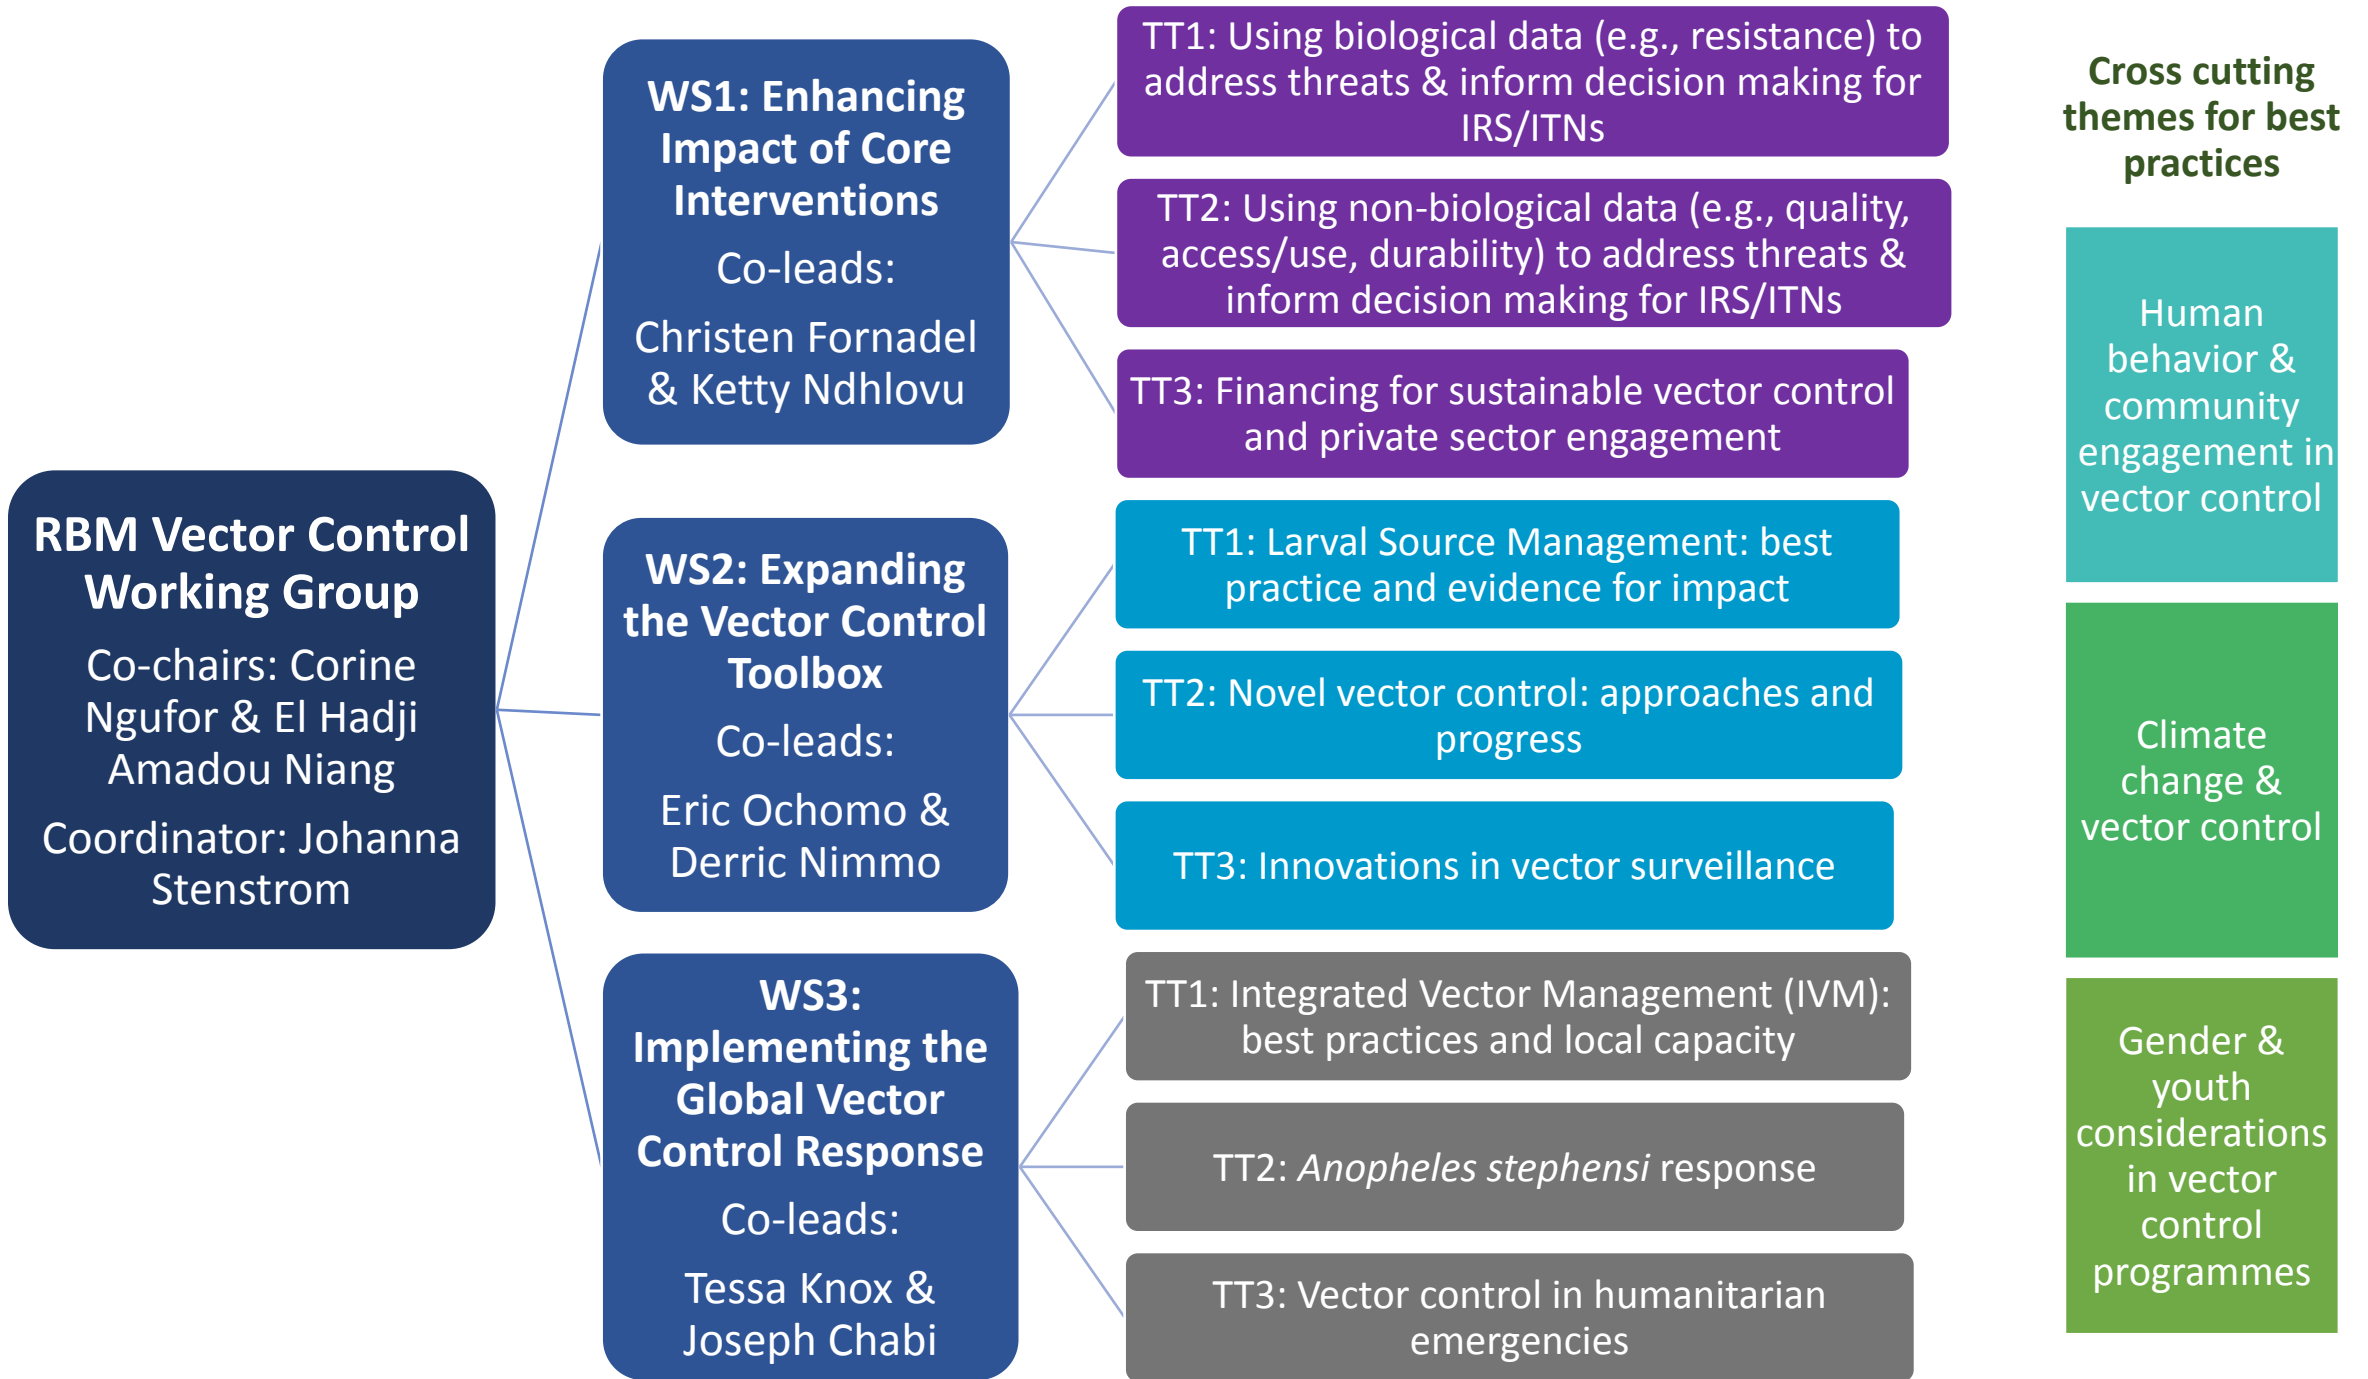 RBM Vector Control
Working Group
Co-chairs: Corine
Ngufor & El Hadji
Amadou Niang
Coordinator: Johanna
Stenstrom
WS1: Enhancing
Impact of Core
Interventions
Co-leads:
Christen Fornadel
& Ketty Ndhlovu
TT1: Using biological data (e.g., resistance) to
address threats & inform decision making for
IRS/ITNs
TT2: Using non-biological data (e.g., quality,
access/use, durability) to address threats &
inform decision making for IRS/ITNs
TT3: Financing for sustainable vector control
and private sector engagement
WS2: Expanding
the Vector Control
Toolbox
Co-leads:
Eric Ochomo &
Derric Nimmo
TT1: Larval Source Management: best
practice and evidence for impact
TT2: Novel vector control: approaches and
progress
TT3: Innovations in vector surveillance
WS3:
Implementing the
Global Vector
Control Response
Co-leads:
Tessa Knox &
Joseph Chabi
TT1: Integrated Vector Management (IVM):
best practices and local capacity
TT2: Anopheles stephensi response
TT3: Vector control in humanitarian
emergencies
Cross cutting
themes for best
practices
Human
behavior &
community
engagement in
vector control
Climate
change &
vector control
Gender &
youth
considerations
in vector
control
programmes